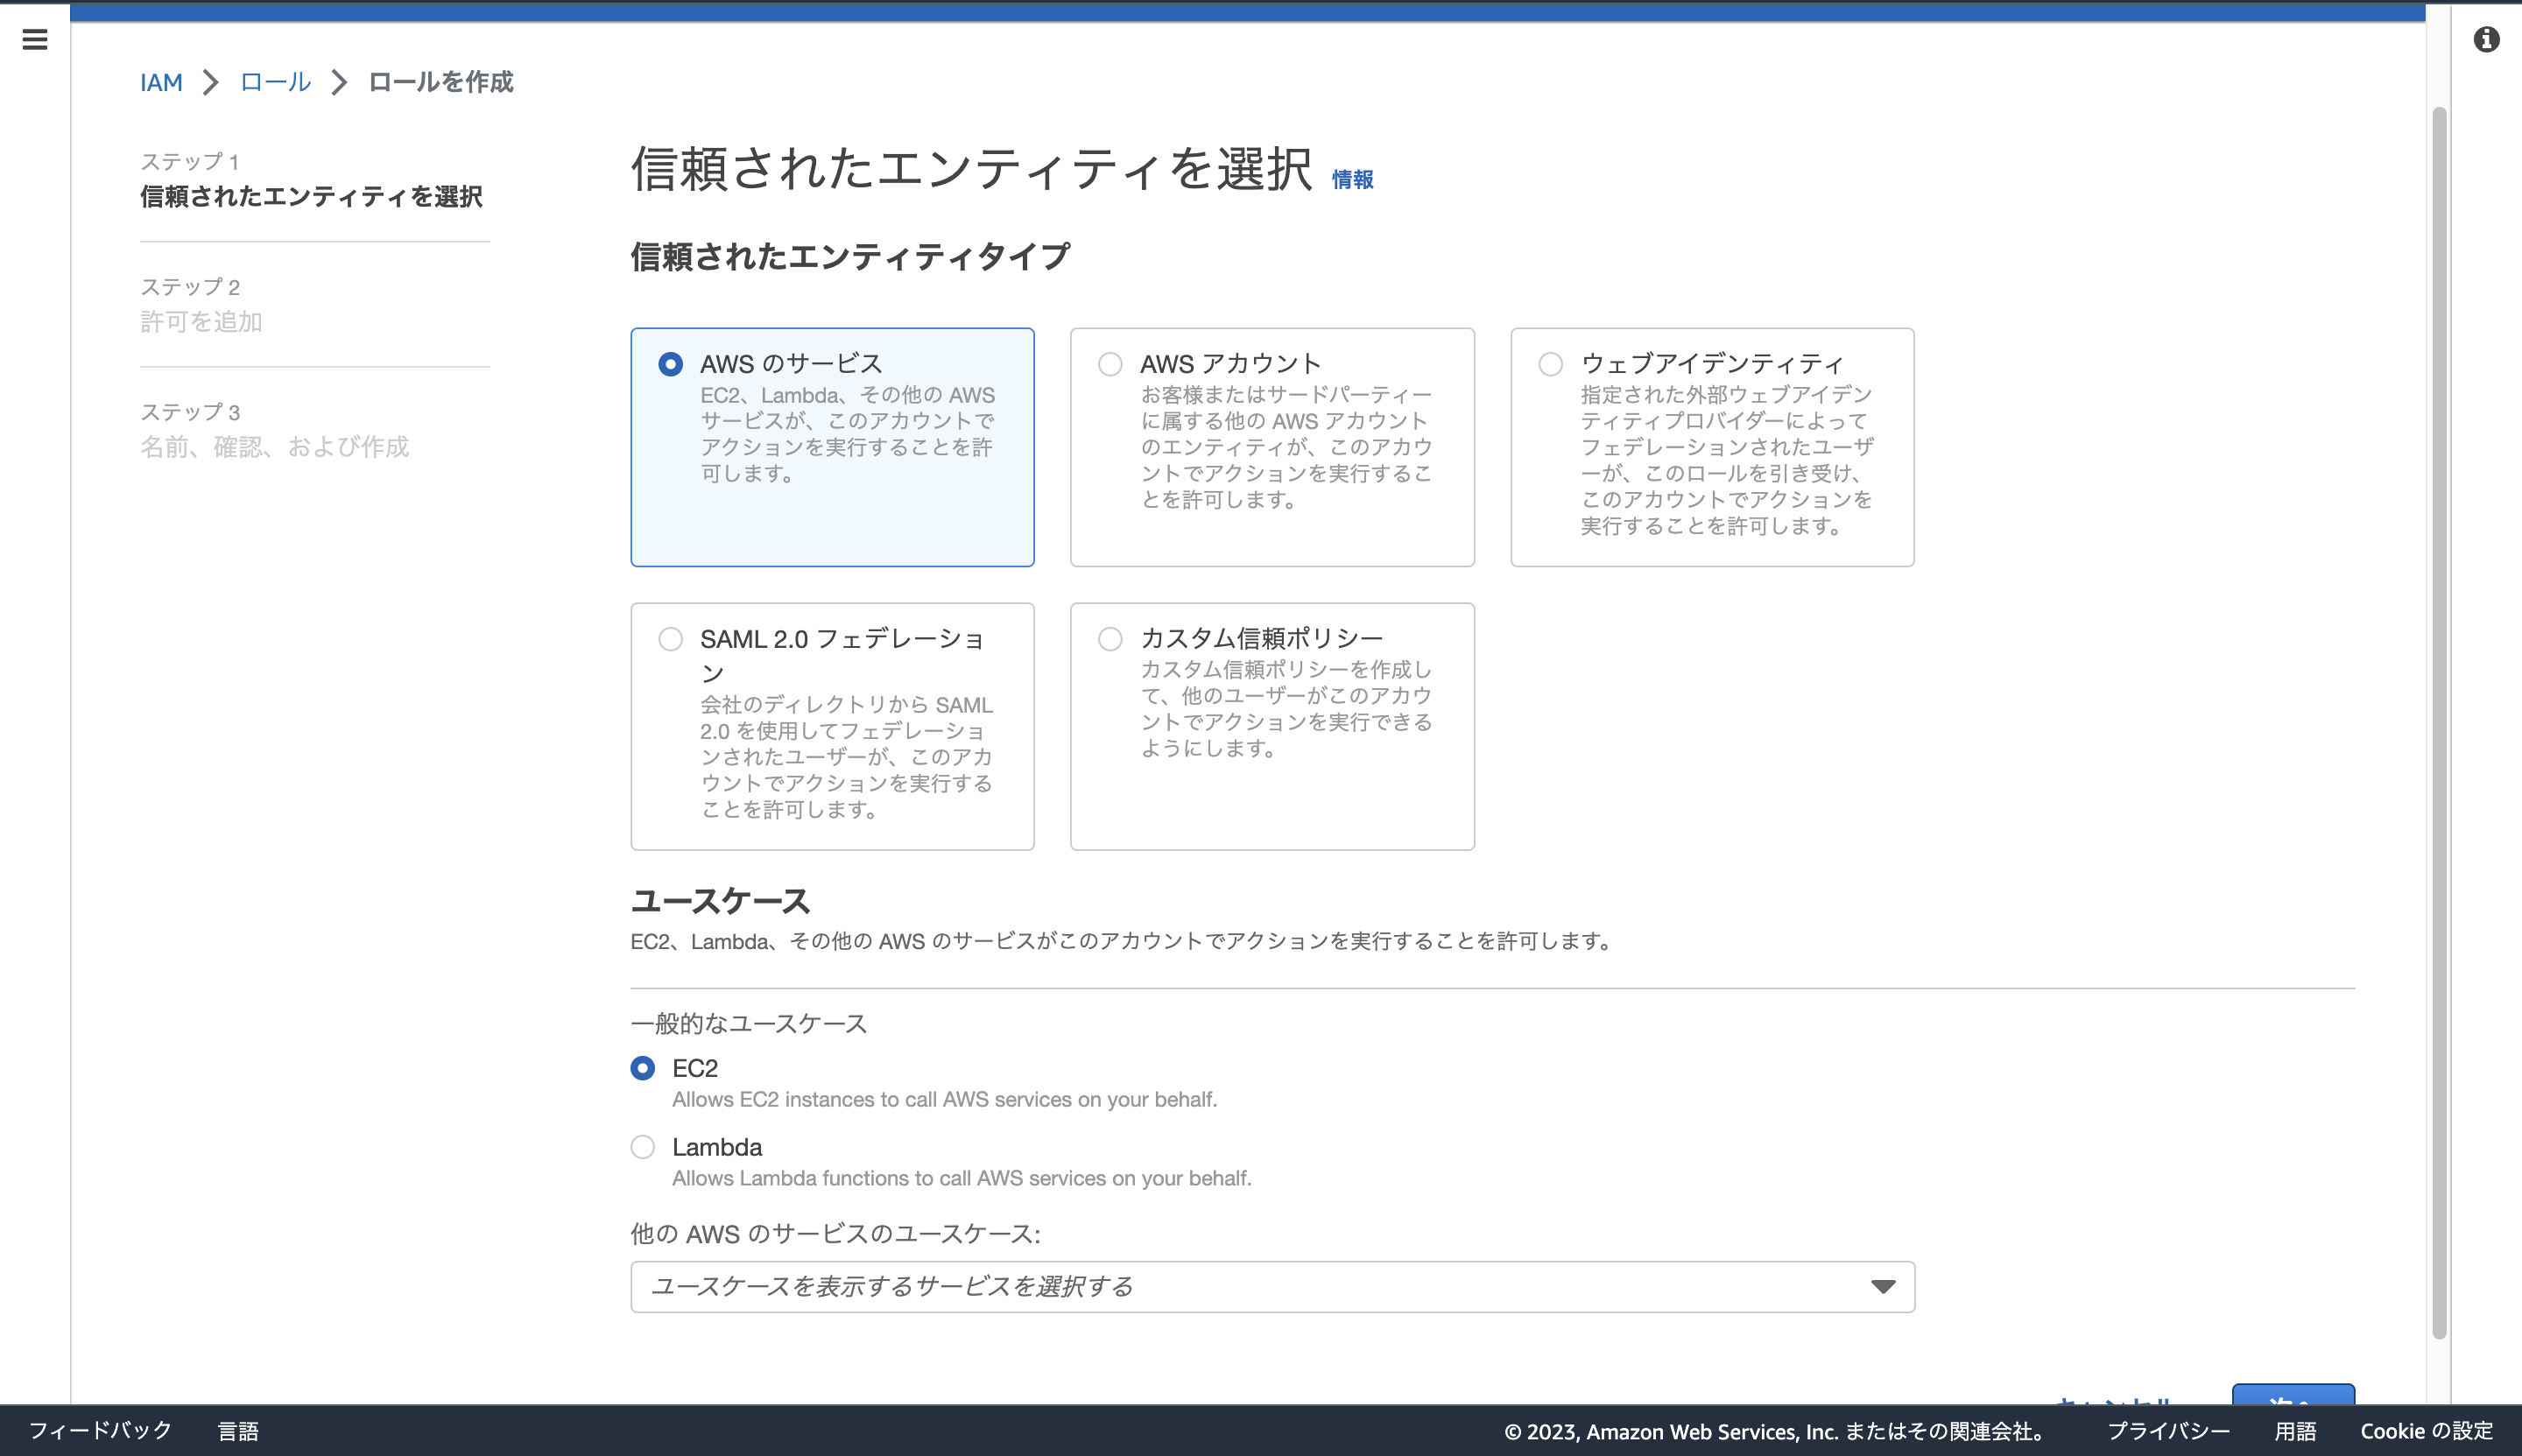 IAM ロール ロールを作成
ステップ 1
信頼されたエンティティを選択
ステップ 2
許可を追加
ステップ 3
名前、確認、および作成
信頼されたエンティティを選択 情報
信頼されたエンティティタイプ
AWS のサービス
EC2、Lambda、その他の AWS
サービスが、このアカウントで
アクションを実行することを許
可します。
AWS アカウント
お客様またはサードパーティー
に属する他の AWS アカウント
のエンティティが、このアカウ
ントでアクションを実行するこ
とを許可します。
ウェブアイデンティティ
指定された外部ウェブアイデン
ティティプロバイダーによって
フェデレーションされたユーザ
ーが、このロールを引き受け、
このアカウントでアクションを
実行することを許可します。
SAML 2.0 フェデレーショ
ン
会社のディレクトリから SAML
2.0 を使用してフェデレーショ
ンされたユーザーが、このアカ
ウントでアクションを実行する
ことを許可します。
カスタム信頼ポリシー
カスタム信頼ポリシーを作成し
て、他のユーザーがこのアカウ
ントでアクションを実行できる
ようにします。
ユースケース
EC2、Lambda、その他の AWS のサービスがこのアカウントでアクションを実行することを許可します。
一般的なユースケース
EC2
Allows EC2 instances to call AWS services on your behalf.
Lambda
Allows Lambda functions to call AWS services on your behalf.
他の AWS のサービスのユースケース:
ユースケースを表示するサービスを選択する
キャンセル 次へ
フィードバック 言語 © 2023, Amazon Web Services, Inc. またはその関連会社。 プライバシー 用語 Cookie の設定